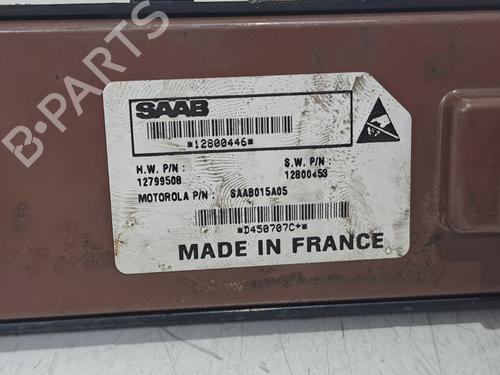 B-PARTS
SAAB
*12800446*
H.W. P/N : S.W. P/N
12799508 12800453
MOTOROLA P/N : SAAB015A05
*D450707C+*
MADE IN FRANCE